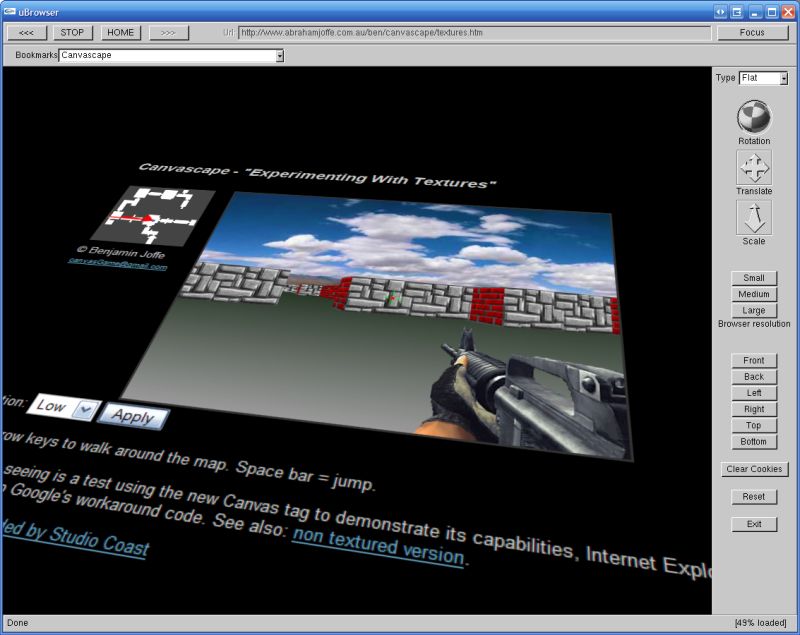 uBrowser
<<< STOP HOME >>> Url: http://www.abrahamjoffe.com.au/ben/canvascape/textures.htm Focus
Bookmarks Canvascape
Type Flat
Rotation
Translate
Scale
Small
Medium
Large
Browser resolution
Front
Back
Left
Right
Top
Bottom
Clear Cookies
Reset
Exit
Canvascape - "Experimenting With Textures"
© Benjamin Joffe
canvasGame@gmail.com
tion: Low Apply
row keys to walk around the map. Space bar = jump.
seeing is a test using the new Canvas tag to demonstrate its capabilities, Internet Explo
n Google's workaround code. See also: non textured version.
ded by Studio Coast
Done [49% loaded]